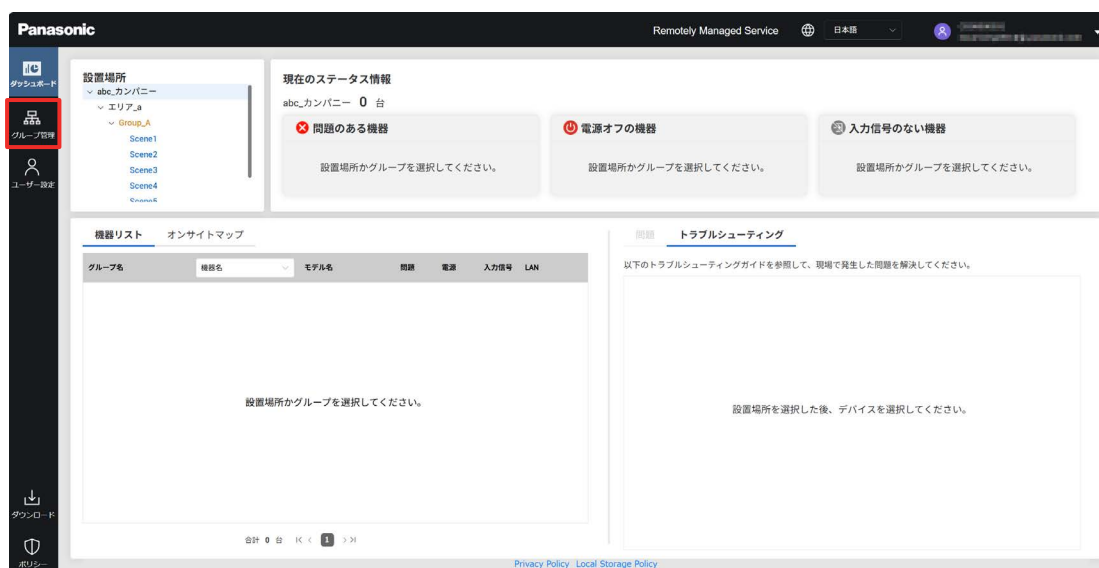 Panasonic
Remotely Managed Service
日本語
ダッシュボード
グループ管理
ユーザー設定
ダウンロード
ポリシー
設置場所
abc_カンパニー
エリア_a
Group_A
Scene1
Scene2
Scene3
Scene4
Scene5
現在のステータス情報
abc_カンパニー 0 台
問題のある機器
設置場所かグループを選択してください。
電源オフの機器
設置場所かグループを選択してください。
入力信号のない機器
設置場所かグループを選択してください。
機器リスト オンサイトマップ
グループ名 機器名 モデル名 問題 電源 入力信号 LAN
設置場所かグループを選択してください。
合計 0 台 1
問題 トラブルシューティング
以下のトラブルシューティングガイドを参照して、現場で発生した問題を解決してください。
設置場所を選択した後、デバイスを選択してください。
Privacy Policy Local Storage Policy